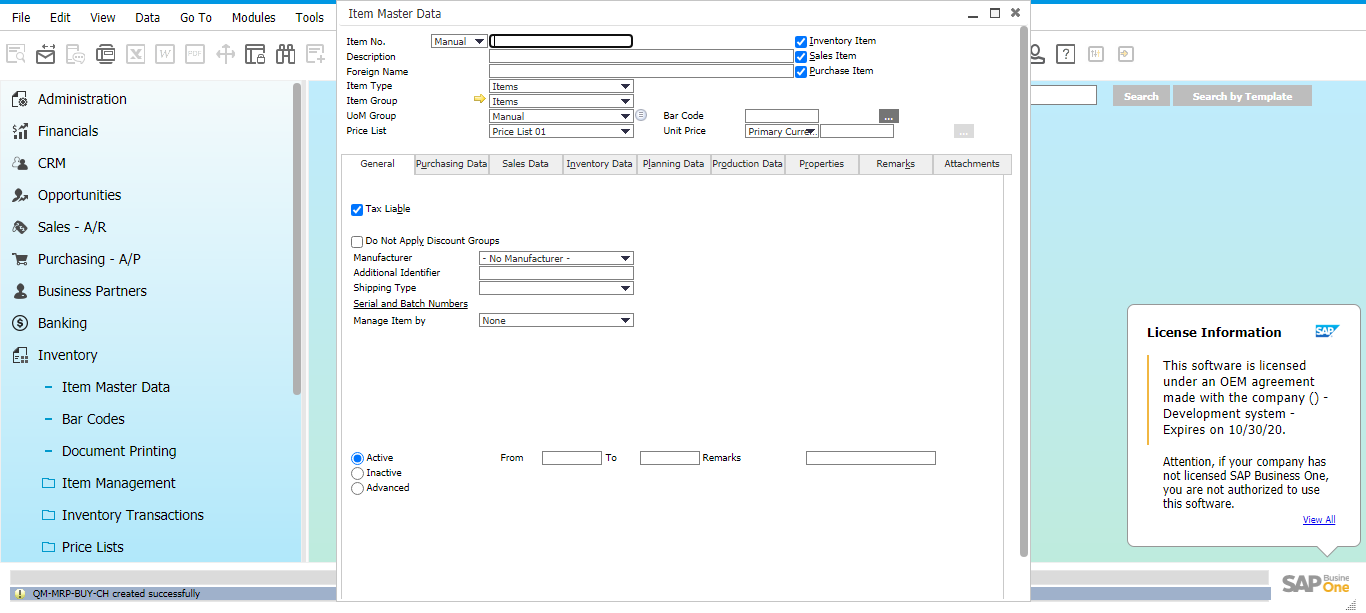 File Edit View Data Go To Modules Tools
Item Master Data
Item No. Manual
Inventory Item
Description
Sales Item
Foreign Name
Purchase Item
Item Type Items
Item Group Items
UoM Group Manual
Bar Code ...
Price List Price List 01
Unit Price Primary Curre... ...
Search Search by Template
General Purchasing Data Sales Data Inventory Data Planning Data Production Data Properties Remarks Attachments
Tax Liable
Do Not Apply Discount Groups
Manufacturer - No Manufacturer -
Additional Identifier
Shipping Type
Serial and Batch Numbers
Manage Item by None
Active From To Remarks
Inactive
Advanced
Administration
Financials
CRM
Opportunities
Sales - A/R
Purchasing - A/P
Business Partners
Banking
Inventory
Item Master Data
Bar Codes
Document Printing
Item Management
Inventory Transactions
Price Lists
License Information SAP
This software is licensed
under an OEM agreement
made with the company () -
Development system -
Expires on 10/30/20.
Attention, if your company has
not licensed SAP Business One,
you are not authorized to use
this software.
View All
QM-MRP-BUY-CH created successfully
SAP Busine
One